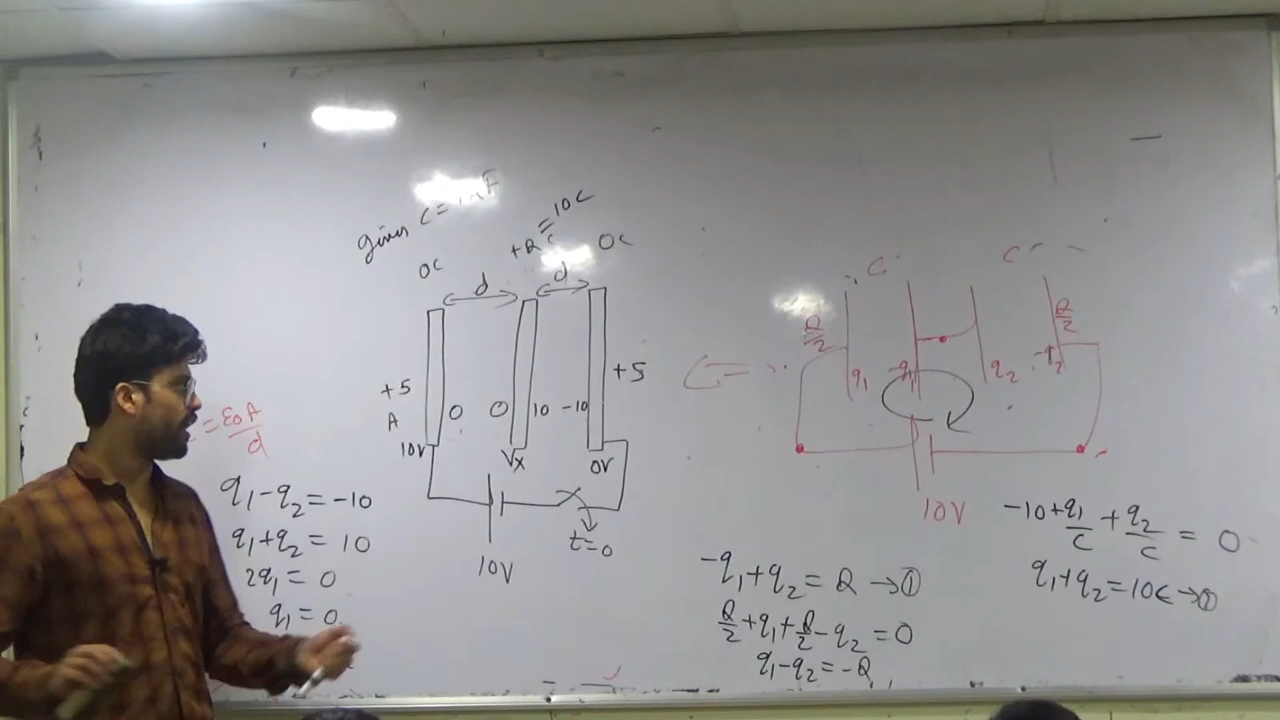 = ε₀A/d
q₁-q₂ = -10
q₁+q₂ = 10
2q₁ = 0
q₁ = 0
given C =
F
0C
+Q
= 10C
0C
d
d
+5
A
10V
0
0
10
-10
+5
Vx
0V
t=0
10V
C
C
Q/2
q₁
-q₁
q₂
-q₂
Q/2
10V
-q₁+q₂ = Q →①
Q/2+q₁+Q/2-q₂ = 0
q₁-q₂ = -Q
-10+q₁/C+q₂/C = 0
q₁+q₂ = 10C→②